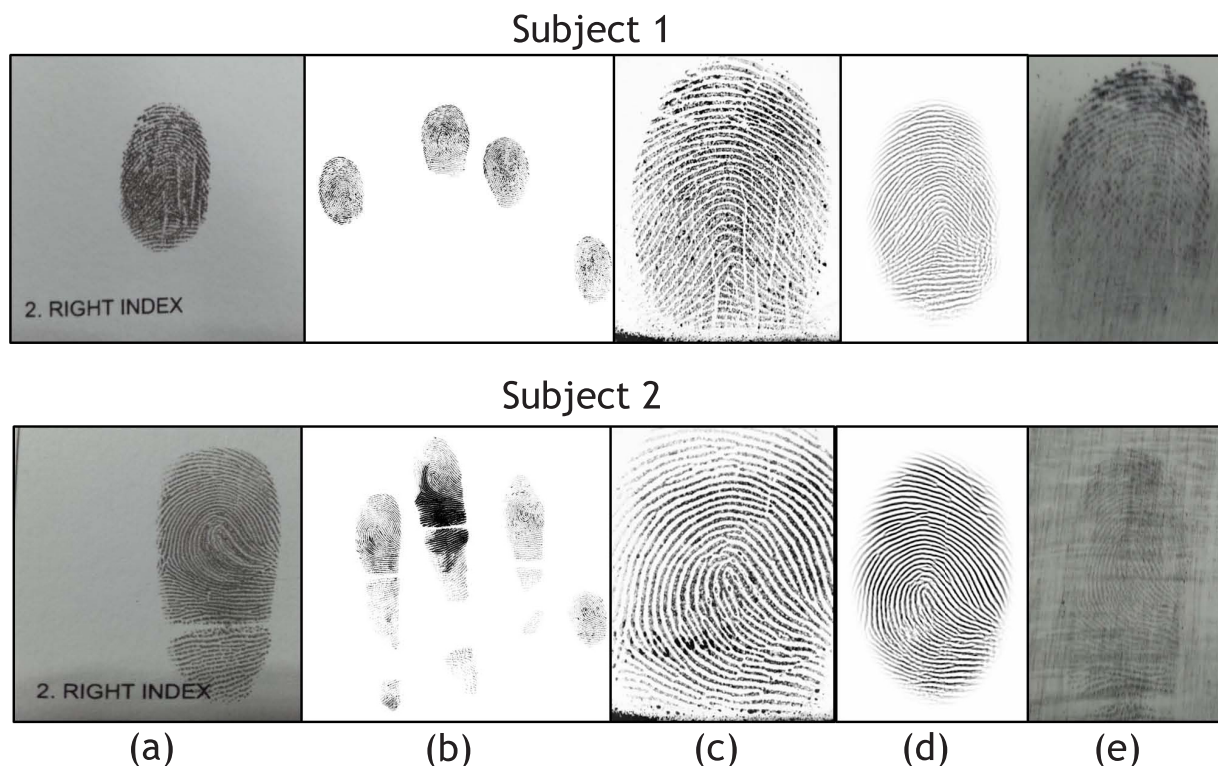 Subject 1
2. RIGHT INDEX
Subject 2
2. RIGHT INDEX
(a) (b) (c) (d) (e)